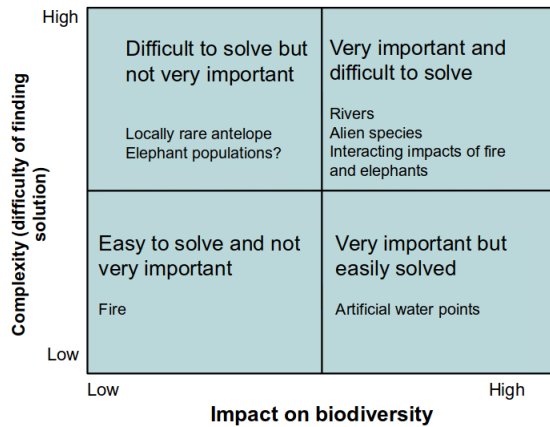 High
Difficult to solve but
not very important
Locally rare antelope
Elephant populations?
Very important and
difficult to solve
Rivers
Alien species
Interacting impacts of fire
and elephants
Complexity (difficulty of finding
solution)
Easy to solve and not
very important
Fire
Very important but
easily solved
Artificial water points
Low
Low
High
Impact on biodiversity